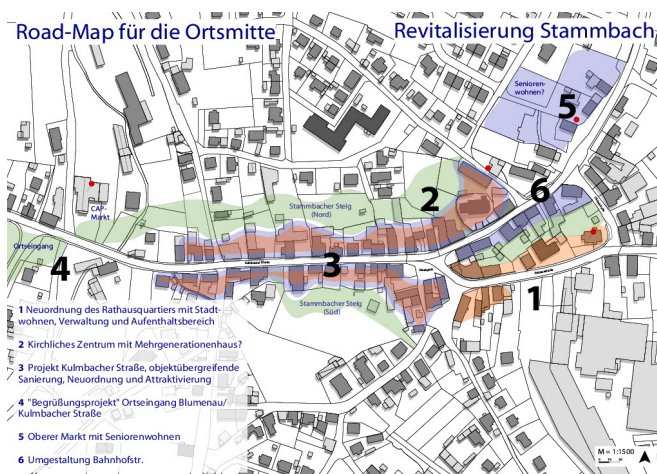 Road-Map für die Ortsmitte
Revitalisierung Stammbach
Senioren-
wohnen?
5
6
2
CAP-
Markt
Stammbacher Steig
(Nord)
Ortseingang
4
3
1
Stammbacher Steig
(Süd)
1 Neuordnung des Rathausquartiers mit Stadt-
wohnen, Verwaltung und Aufenthaltsbereich
2 Kirchliches Zentrum mit Mehrgenerationenhaus?
3 Projekt Kulmbacher Straße, objektübergreifende
Sanierung, Neuordnung und Attraktivierung
4 "Begrüßungsprojekt" Ortseingang Blumenau/
Kulmbacher Straße
5 Oberer Markt mit Seniorenwohnen
6 Umgestaltung Bahnhofstr.
M = 1:1500